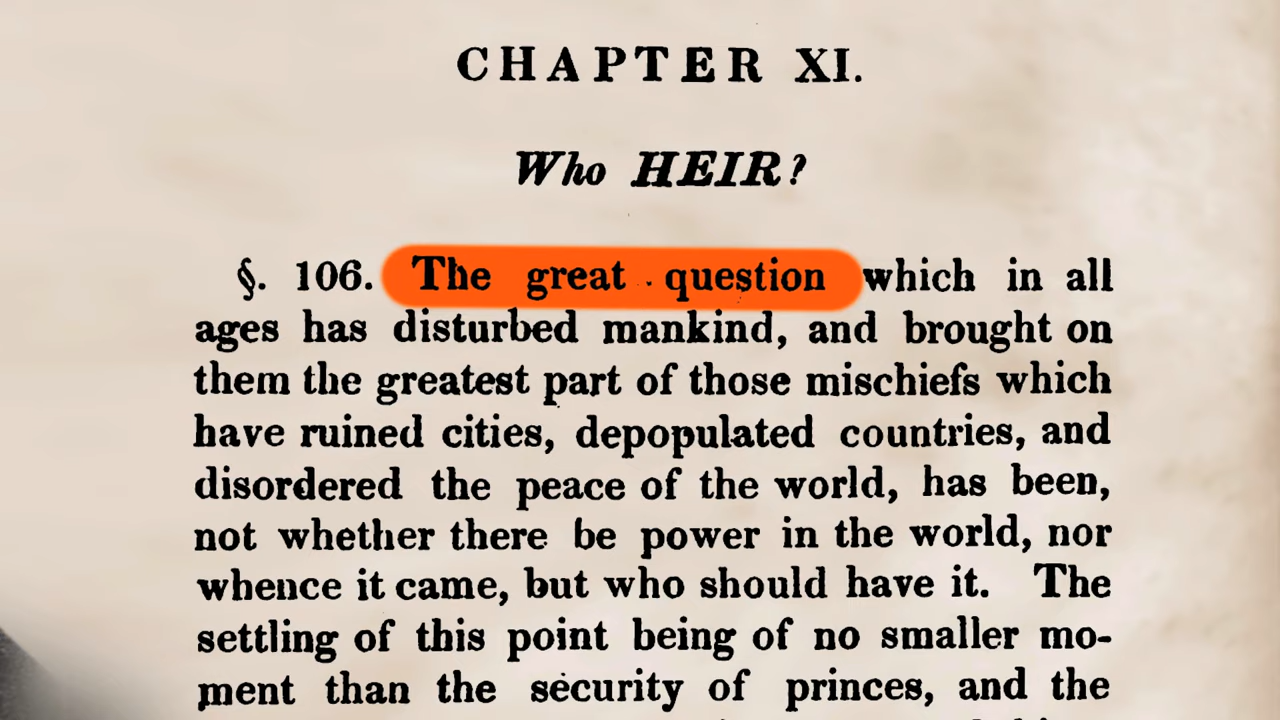 CHAPTER XI.
Who HEIR?
§. 106. The great question which in all
ages has disturbed mankind, and brought on
them the greatest part of those mischiefs which
have ruined cities, depopulated countries, and
disordered the peace of the world, has been,
not whether there be power in the world, nor
whence it came, but who should have it. The
settling of this point being of no smaller mo-
ment than the security of princes, and the